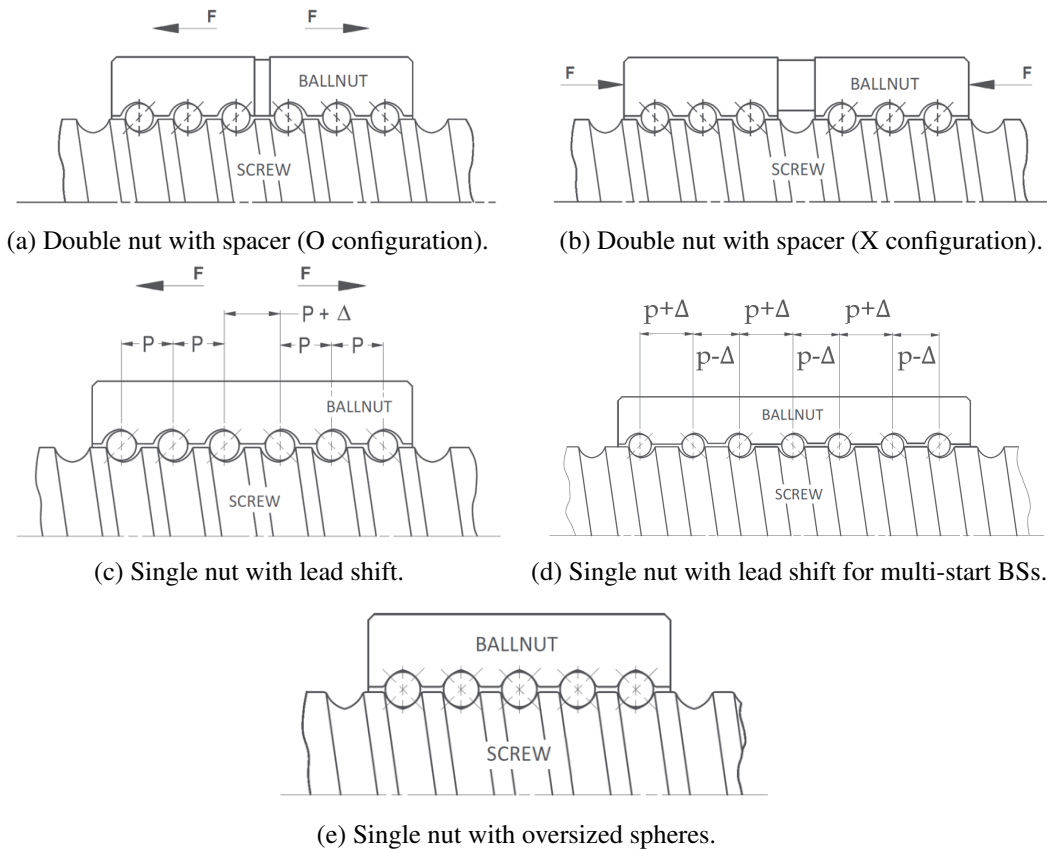 F F
BALLNUT
SCREW
(a) Double nut with spacer (O configuration).
F F
BALLNUT
SCREW
(b) Double nut with spacer (X configuration).
F F
P + Δ
P P P P
BALLNUT
SCREW
(c) Single nut with lead shift.
p+Δ p+Δ p+Δ
p-Δ p-Δ p-Δ
BALLNUT
SCREW
(d) Single nut with lead shift for multi-start BSs.
BALLNUT
SCREW
(e) Single nut with oversized spheres.